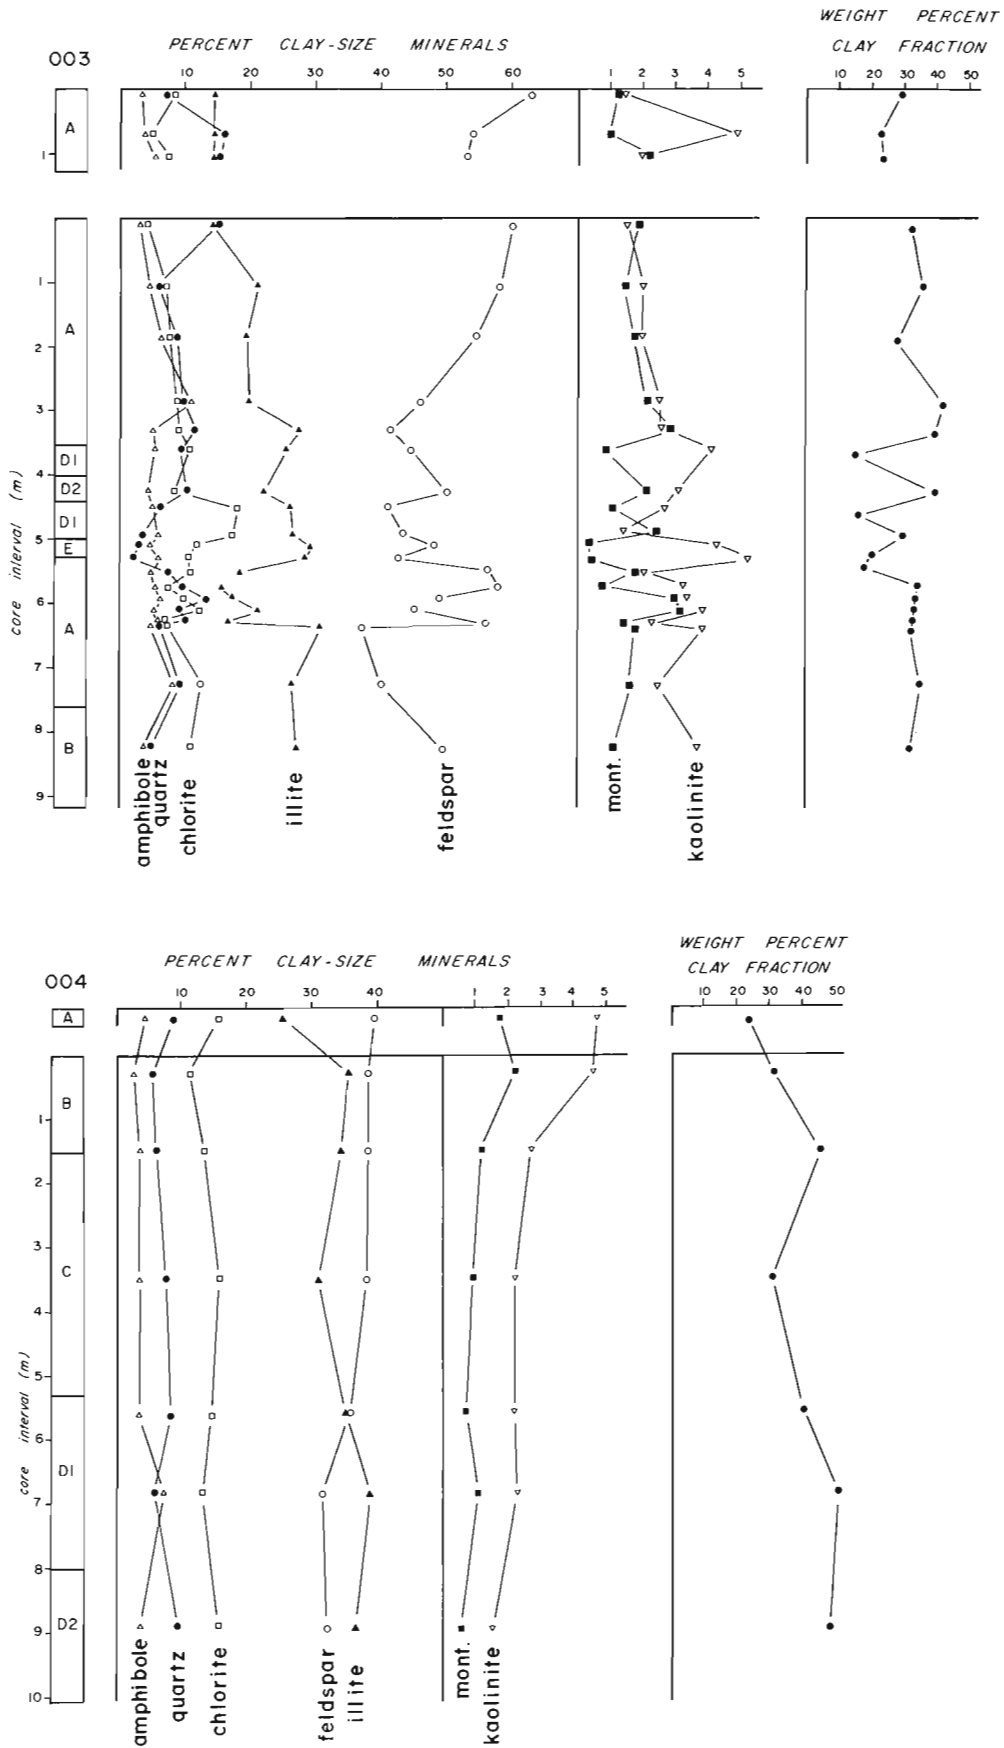 WEIGHT PERCENT
PERCENT CLAY-SIZE MINERALS CLAY FRACTION
003
10 20 30 40 50 60 1 2 3 4 5 10 20 30 40 50
A
1
1
A
2
3
D1
4
D2
D1
5
E
6
A
7
8
B
9
core interval (m)
amphibole
quartz
chlorite
illite
feldspar
mont.
kaolinite
WEIGHT PERCENT
PERCENT CLAY-SIZE MINERALS CLAY FRACTION
004
10 20 30 40 1 2 3 4 5 10 20 30 40 50
A
B
1
2
3
C
4
5
6
D1
7
8
D2
9
10
core interval (m)
amphibole
quartz
chlorite
feldspar
illite
mont.
kaolinite